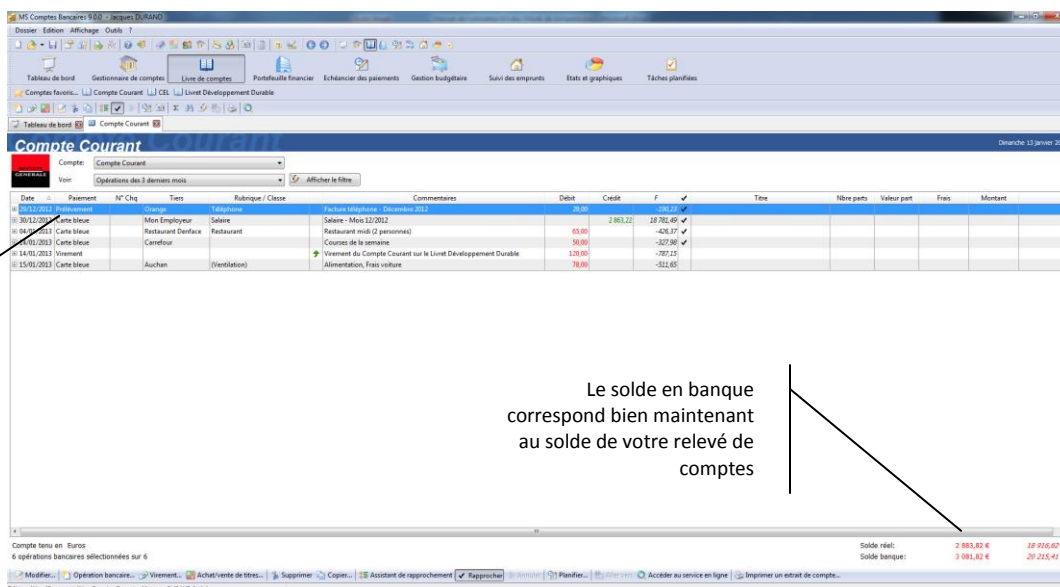 MS Comptes Bancaires 9.0.0 - Jacques DURAND
Dossier Edition Affichage Outils ?
Tableau de bord Gestionnaire de comptes Livre de comptes Portefeuille financier Echéancier des paiements Gestion budgétaire Suivi des emprunts Etats et graphiques Tâches planifiées
Comptes favoris... Compte Courant CEL Livret Développement Durable
Tableau de bord Compte Courant
Compte Courant
Dimanche 13 janvier 20
GENERALE
Compte: Compte Courant
Voir: Opérations des 3 derniers mois Afficher le filtre
Date Paiement N° Chq Tiers Rubrique / Classe Commentaires Débit Crédit F Titre Nbre parts Valeur part Frais Montant
29/12/2012 Prélèvement Orange Téléphone Facture téléphone - Décembre 2012 29,00
30/12/2012 Carte bleue Mon Employeur Salaire Salaire - Mois 12/2012 2 863,22 18 781,49
04/01/2013 Carte bleue Restaurant Denface Restaurant Restaurant midi (2 personnes) 65,00 -426,37
/01/2013 Carte bleue Carrefour Courses de la semaine 50,00 -327,98
14/01/2013 Virement Virement du Compte Courant sur le Livret Développement Durable 120,00 -787,15
15/01/2013 Carte bleue Auchan (Ventilation) Alimentation, Frais voiture 78,00 -511,65
Le solde en banque
correspond bien maintenant
au solde de votre relevé de
comptes
Compte tenu en Euros Solde réel: 2 883,82 € 18 916,62
6 opérations bancaires sélectionnées sur 6 Solde banque: 3 081,82 € 20 215,41
Modifier... Opération bancaire... Virement... Achat/vente de titres... Supprimer Copier... Assistant de rapprochement Rapprocher Annuler Planifier... Accéder au service en ligne Imprimer un extrait de compte...